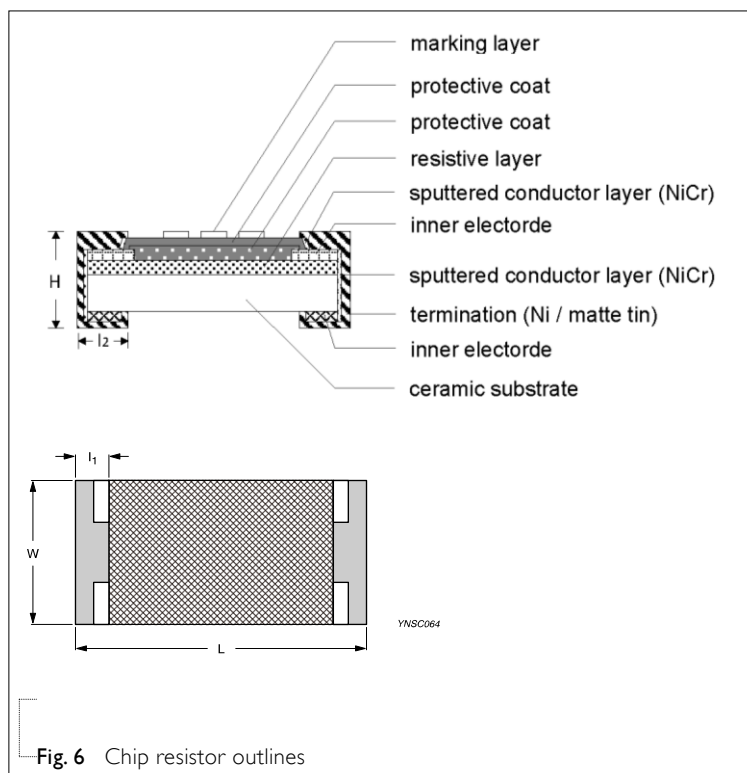 marking layer
protective coat
protective coat
resistive layer
sputtered conductor layer (NiCr)
inner electorde
H
sputtered conductor layer (NiCr)
termination (Ni / matte tin)
l2
inner electorde
ceramic substrate
l1
W
YNSC064
L
Fig. 6 Chip resistor outlines